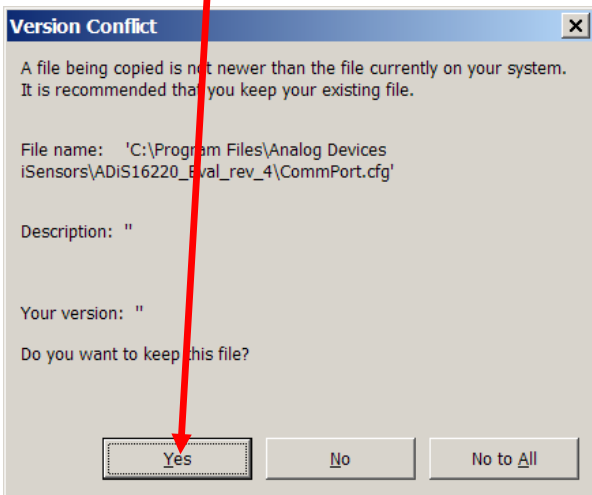 Version Conflict
A file being copied is not newer than the file currently on your system.
It is recommended that you keep your existing file.
File name: 'C:\Program Files\Analog Devices
iSensors\ADiS16220_Eval_rev_4\CommPort.cfg'
Description: ''
Your version: ''
Do you want to keep this file?
Yes
No
No to All